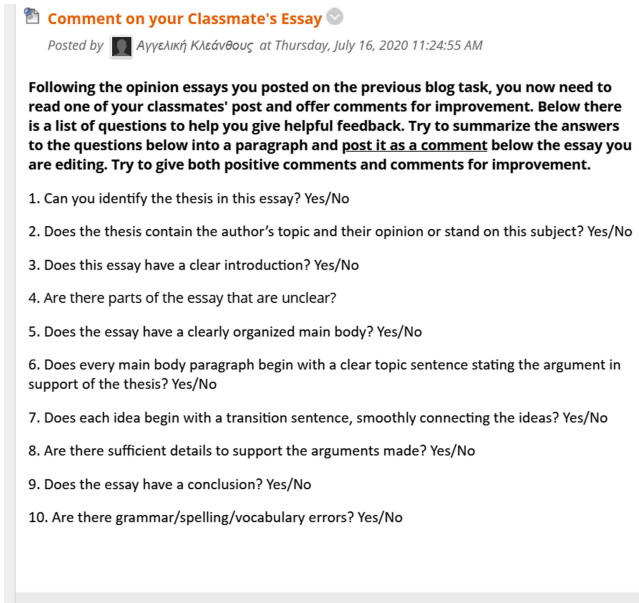 Comment on your Classmate's Essay
Posted by Αγγελική Κλεάνθους at Thursday, July 16, 2020 11:24:55 AM
Following the opinion essays you posted on the previous blog task, you now need to
read one of your classmates' post and offer comments for improvement. Below there
is a list of questions to help you give helpful feedback. Try to summarize the answers
to the questions below into a paragraph and post it as a comment below the essay you
are editing. Try to give both positive comments and comments for improvement.
1. Can you identify the thesis in this essay? Yes/No
2. Does the thesis contain the author's topic and their opinion or stand on this subject? Yes/No
3. Does this essay have a clear introduction? Yes/No
4. Are there parts of the essay that are unclear?
5. Does the essay have a clearly organized main body? Yes/No
6. Does every main body paragraph begin with a clear topic sentence stating the argument in
support of the thesis? Yes/No
7. Does each idea begin with a transition sentence, smoothly connecting the ideas? Yes/No
8. Are there sufficient details to support the arguments made? Yes/No
9. Does the essay have a conclusion? Yes/No
10. Are there grammar/spelling/vocabulary errors? Yes/No